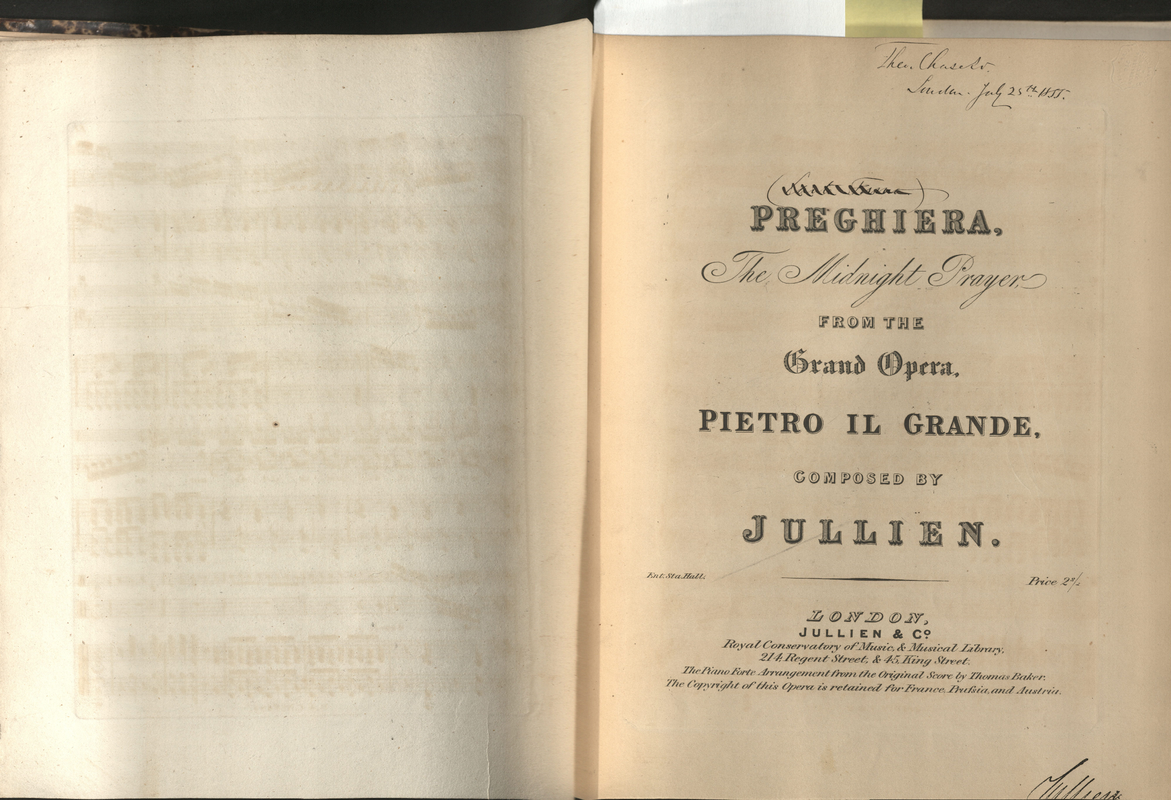 London. July 25th 1855.
PREGHIERA,
The Midnight Prayer
FROM THE
Grand Opera,
PIETRO IL GRANDE,
COMPOSED BY
JULLIEN.
Ent. Sta. Hall. Price 2s/.
LONDON,
JULLIEN & Co.
Royal Conservatory of Music, & Musical Library,
214, Regent Street, & 45, King Street.
The Piano Forte Arrangement from the Original Score by Thomas Baker.
The Copyright of this Opera is retained for France, Prussia, and Austria.
Jullien